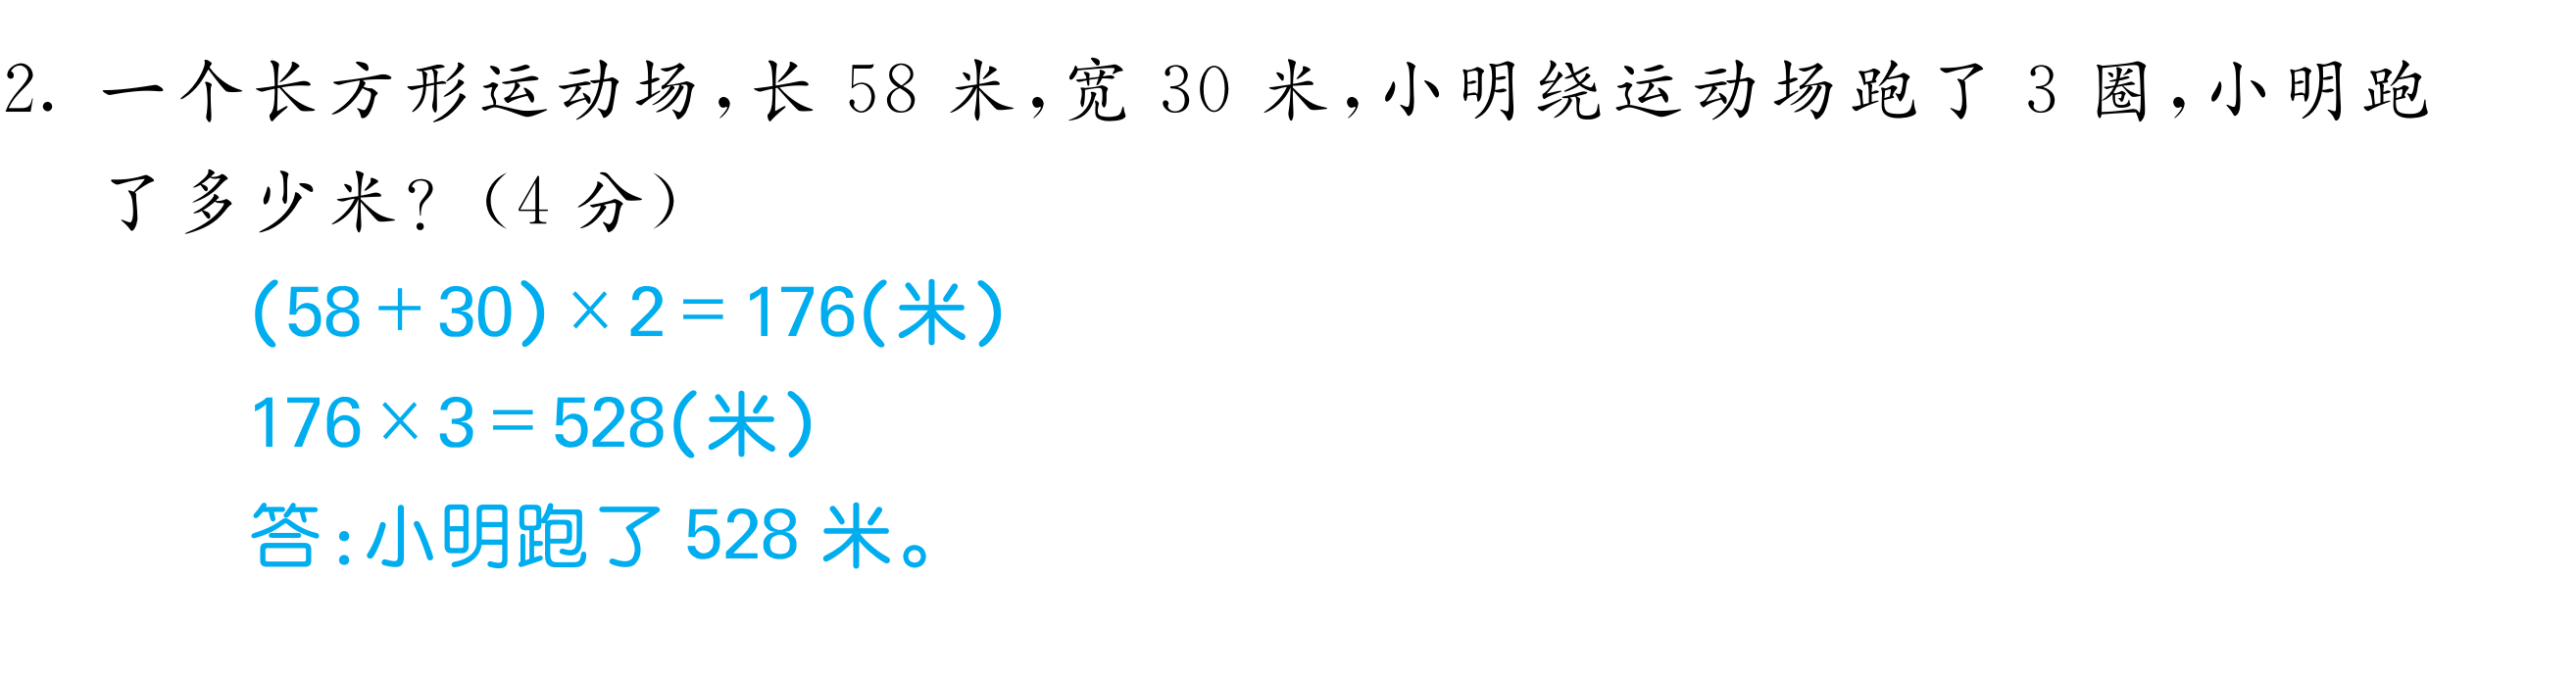 2. 一个长方形运动场,长 58 米,宽 30 米,小明绕运动场跑了 3 圈,小明跑
了多少米?(4 分)
(58+30)×2=176(米)
176×3=528(米)
答:小明跑了 528 米。